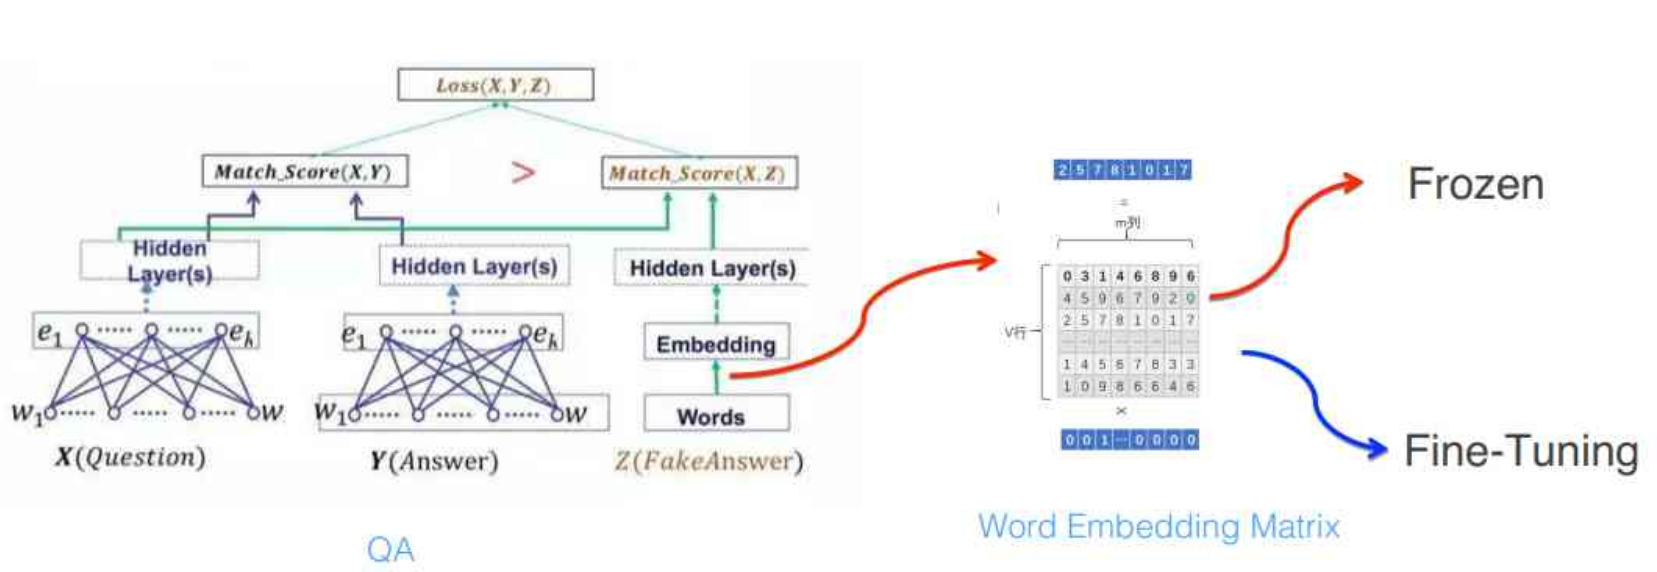 Loss(X,Y,Z)
Match_Score(X,Y)
>
Match_Score(X,Z)
Hidden
Layer(s)
Hidden Layer(s)
Hidden Layer(s)
e1 ..... ..... eh
e1 ..... ..... eh
Embedding
w1 ..... ..... ..... w
w1 ..... ..... ..... w
Words
X(Question)
Y(Answer)
Z(FakeAnswer)
QA
2 5 7 8 1 0 1 7
=
m列
V行
0 3 1 4 6 8 9 6
4 5 9 6 7 9 2 0
2 5 7 8 1 0 1 7
... ... ... ... ... ... ... ...
1 4 5 6 7 8 3 3
1 0 9 8 6 6 4 6
×
0 0 1 ... 0 0 0 0
Word Embedding Matrix
Frozen
Fine-Tuning